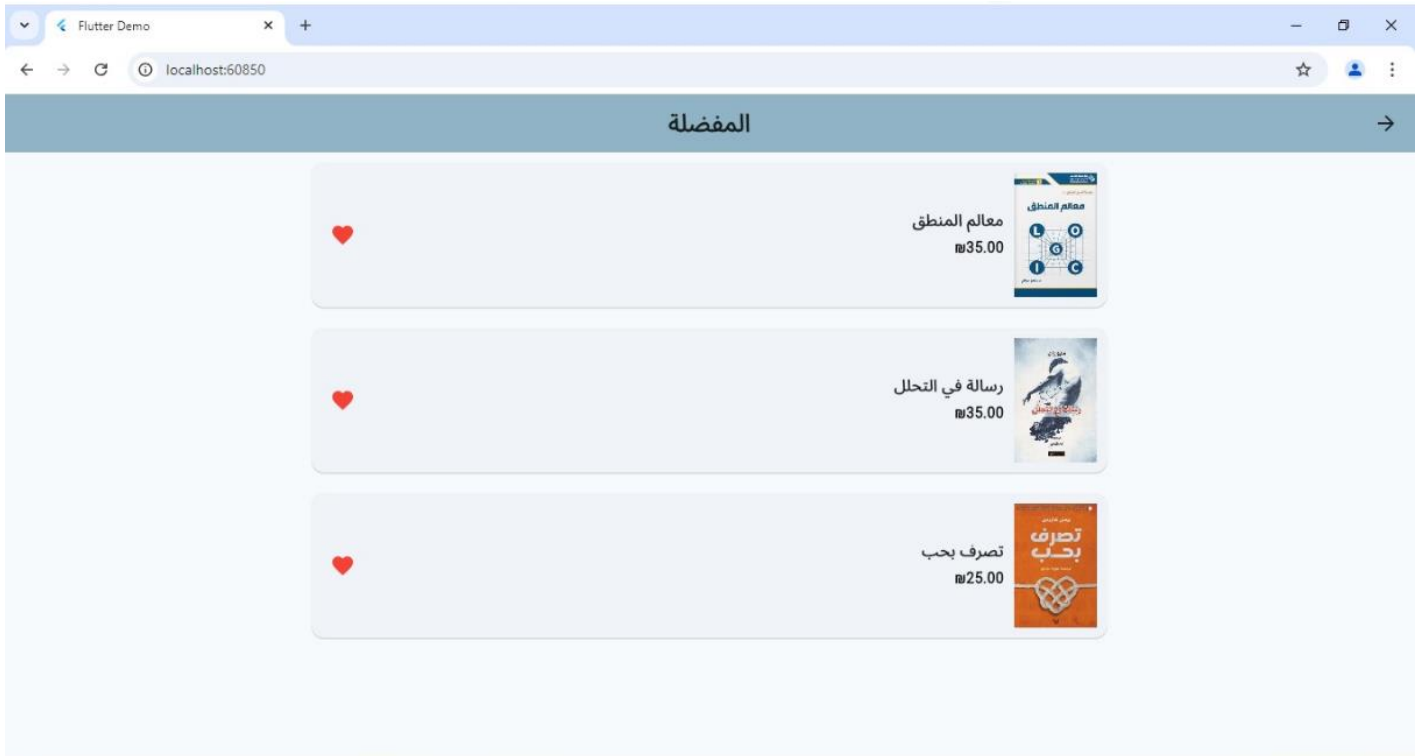 Flutter Demo
localhost:60850
المفضلة
معالم المنطق
₪35.00
معالم المنطق
L O
G
I C
رسالة في التحلل
₪35.00
تصرف بحب
₪25.00
تصرف
بحب